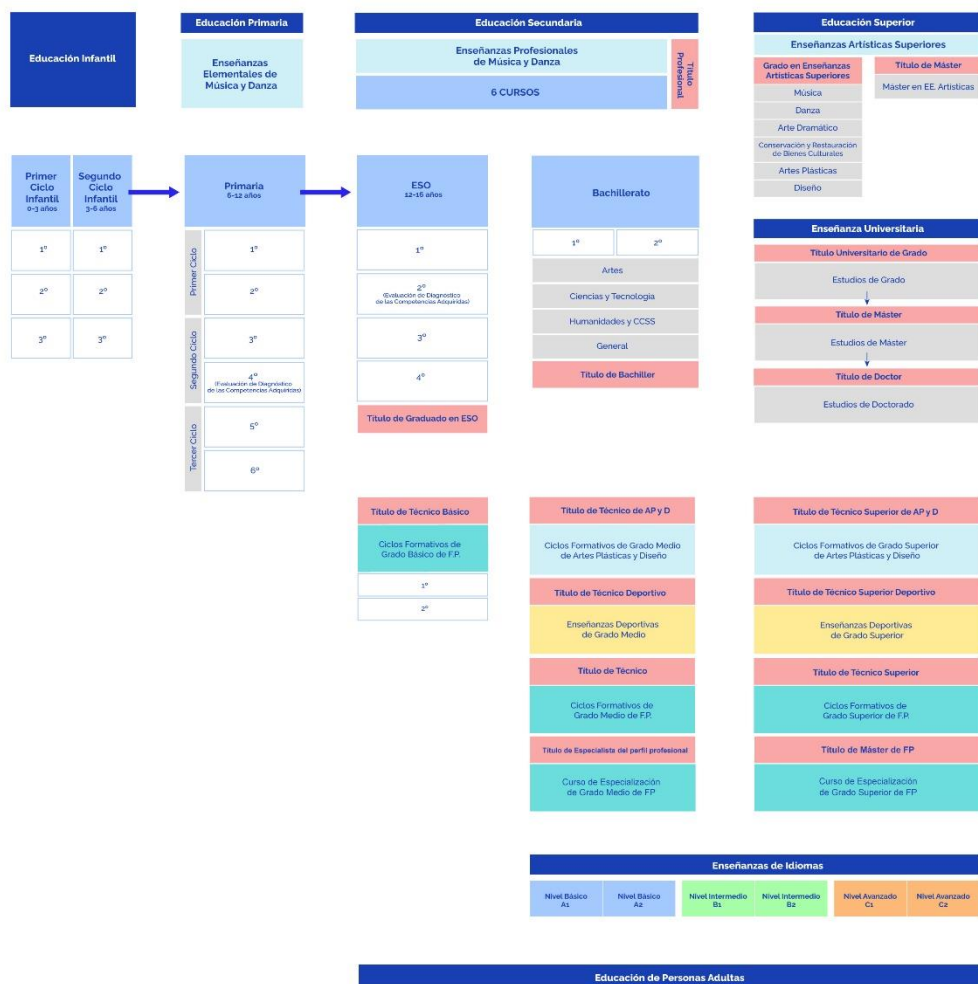 Educación Infantil
Educación Primaria
Enseñanzas
Elementales de
Música y Danza
Educación Secundaria
Enseñanzas Profesionales
de Música y Danza
6 CURSOS
Título
Profesional
Educación Superior
Enseñanzas Artísticas Superiores
Grado en Enseñanzas
Artísticas Superiores
Música
Danza
Arte Dramático
Conservación y Restauración
de Bienes Culturales
Artes Plásticas
Diseño
Título de Máster
Máster en EE. Artísticas
Primer
Ciclo
Infantil
0-3 años
1º
2º
3º
Segundo
Ciclo
Infantil
3-6 años
1º
2º
3º
Primaria
6-12 años
Primer Ciclo
1º
2º
Segundo Ciclo
3º
4º
(Evaluación de Diagnóstico
de las Competencias Adquiridas)
Tercer Ciclo
5º
6º
ESO
12-16 años
1º
2º
(Evaluación de Diagnóstico
de las Competencias Adquiridas)
3º
4º
Título de Graduado en ESO
Bachillerato
1º
2º
Artes
Ciencias y Tecnología
Humanidades y CCSS
General
Título de Bachiller
Enseñanza Universitaria
Título Universitario de Grado
Estudios de Grado
Título de Máster
Estudios de Máster
Título de Doctor
Estudios de Doctorado
Título de Técnico Básico
Ciclos Formativos de
Grado Básico de F.P.
1º
2º
Título de Técnico de AP y D
Ciclos Formativos de Grado Medio
de Artes Plásticas y Diseño
Título de Técnico Deportivo
Enseñanzas Deportivas
de Grado Medio
Título de Técnico
Ciclos Formativos de
Grado Medio de F.P.
Título de Especialista del perfil profesional
Curso de Especialización
de Grado Medio de FP
Título de Técnico Superior de AP y D
Ciclos Formativos de Grado Superior
de Artes Plásticas y Diseño
Título de Técnico Superior Deportivo
Enseñanzas Deportivas
de Grado Superior
Título de Técnico Superior
Ciclos Formativos de
Grado Superior de F.P.
Título de Máster de FP
Curso de Especialización
de Grado Superior de FP
Enseñanzas de Idiomas
Nivel Básico
A1
Nivel Básico
A2
Nivel Intermedio
B1
Nivel Intermedio
B2
Nivel Avanzado
C1
Nivel Avanzado
C2
Educación de Personas Adultas